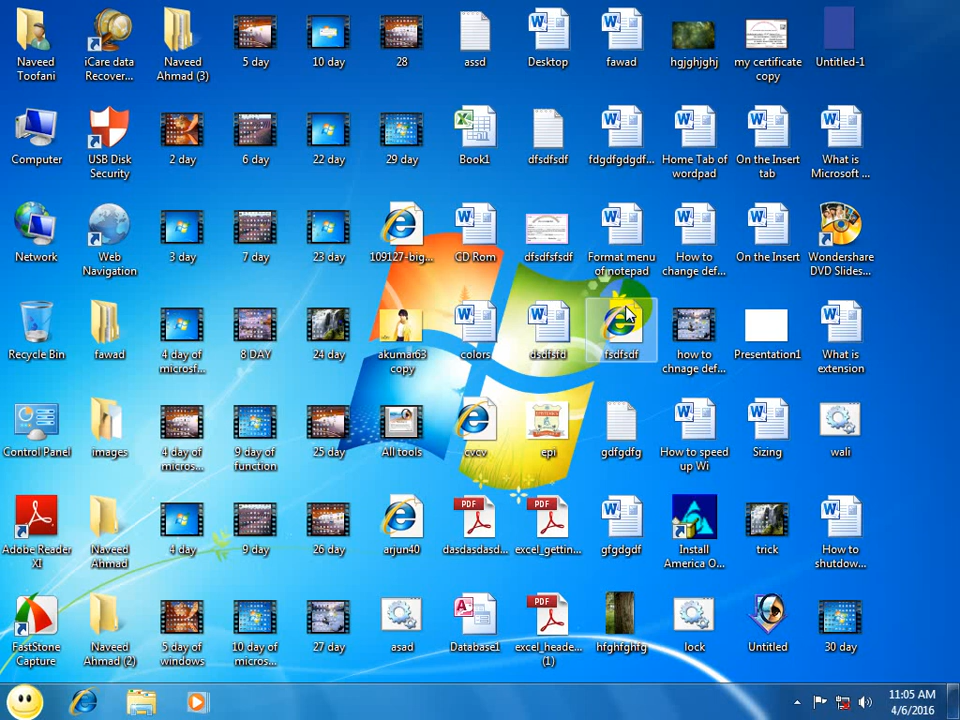 Naveed
Toofani
iCare data
Recover...
Naveed
Ahmad (3)
5 day
10 day
28
assd
Desktop
fawad
hgjghjghj
my certificate
copy
Untitled-1
Computer
USB Disk
Security
2 day
6 day
22 day
29 day
Book1
dfsdfsdf
fdgdfgdgdf...
Home Tab of
wordpad
On the Insert
tab
What is
Microsoft ...
Network
Web
Navigation
3 day
7 day
23 day
109127-big...
CD Rom
dfsdfsfsdf
Format menu
of notepad
How to
change def...
On the Insert
Wondershare
DVD Slides...
Recycle Bin
fawad
4 day of
microsf...
8 DAY
24 day
akumar63
copy
colors
dsdfsfd
fsdfsdf
how to
chnage def...
Presentation1
What is
extension
Control Panel
images
4 day of
micros...
9 day of
function
25 day
All tools
cvcv
epi
gdfgdfg
How to speed
up Wi
Sizing
wali
Adobe Reader
XI
Naveed
Ahmad
4 day
9 day
26 day
arjun40
PDF
dasdasdasd...
PDF
excel_gettin...
gfgdgdf
Install
America O...
trick
How to
shutdow...
FastStone
Capture
Naveed
Ahmad (2)
5 day of
windows
10 day of
micros...
27 day
asad
Database1
PDF
excel_heade...
(1)
hfghfghfg
lock
Untitled
30 day
11:05 AM
4/6/2016